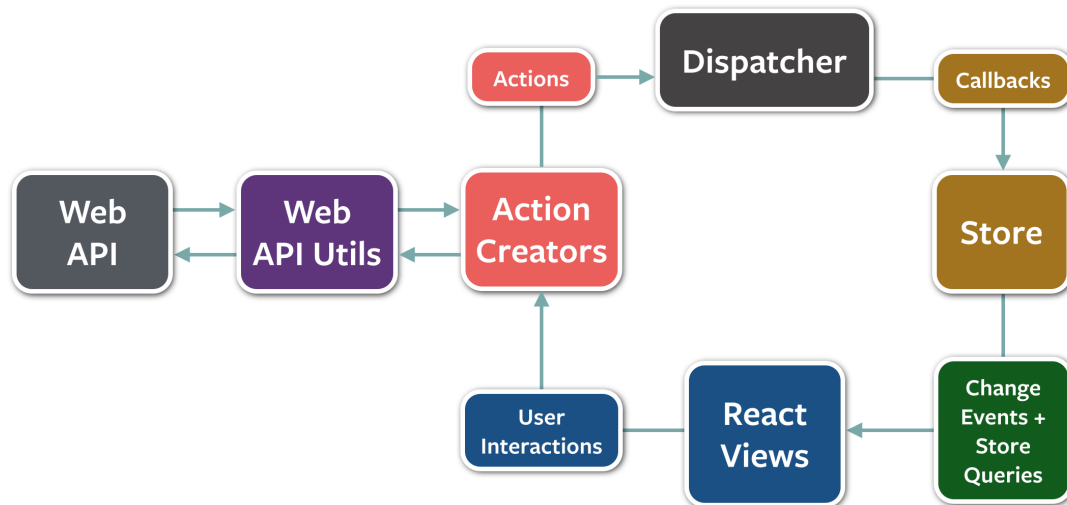 Actions
Dispatcher
Callbacks
Web
API
Web
API Utils
Action
Creators
Store
User
Interactions
React
Views
Change
Events +
Store
Queries